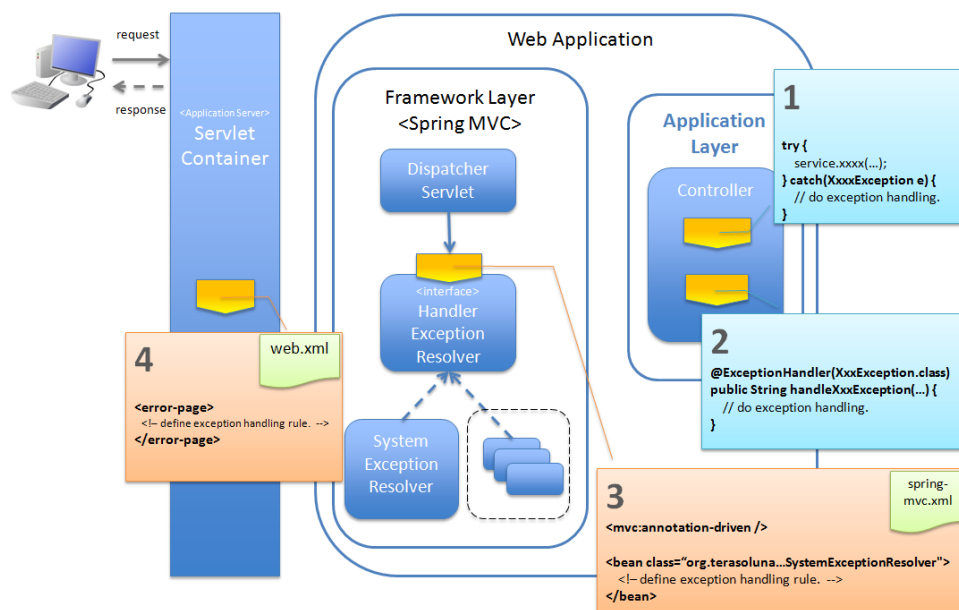 request
response
<Application Server>
Servlet
Container
Web Application
Framework Layer
<Spring MVC>
Dispatcher
Servlet
<interface>
Handler
Exception
Resolver
System
Exception
Resolver
Application
Layer
Controller
1
try {
service.xxxx(...);
} catch(XxxxException e) {
// do exception handling.
}
2
@ExceptionHandler(XxxException.class)
public String handleXxxException(...) {
// do exception handling.
}
3
spring-
mvc.xml
<mvc:annotation-driven />
<bean class=“org.terasoluna...SystemExceptionResolver">
<!– define exception handling rule. -->
</bean>
4
web.xml
<error-page>
<!– define exception handling rule. -->
</error-page>